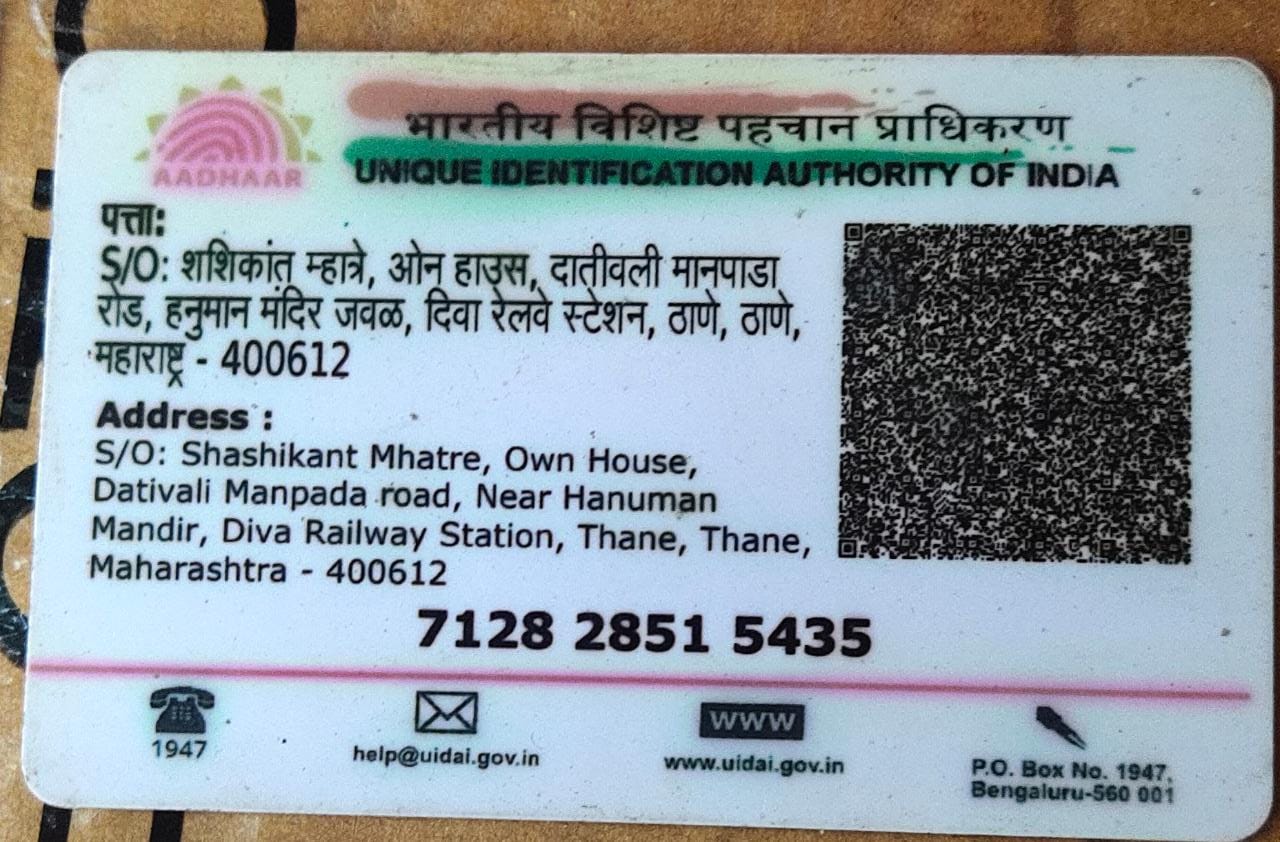 भारतीय विशिष्ट पहचान प्राधिकरण
AADHAAR
UNIQUE IDENTIFICATION AUTHORITY OF INDIA
पत्ता:
S/O: शशिकांत म्हात्रे, ओन हाउस, दातीवली मानपाडा
रोड, हनुमान मंदिर जवळ, दिवा रेलवे स्टेशन, ठाणे, ठाणे,
महाराष्ट्र - 400612
Address :
S/O: Shashikant Mhatre, Own House,
Dativali Manpada road, Near Hanuman
Mandir, Diva Railway Station, Thane, Thane,
Maharashtra - 400612
7128 2851 5435
1947
help@uidai.gov.in
WWW
www.uidai.gov.in
P.O. Box No. 1947,
Bengaluru-560 001